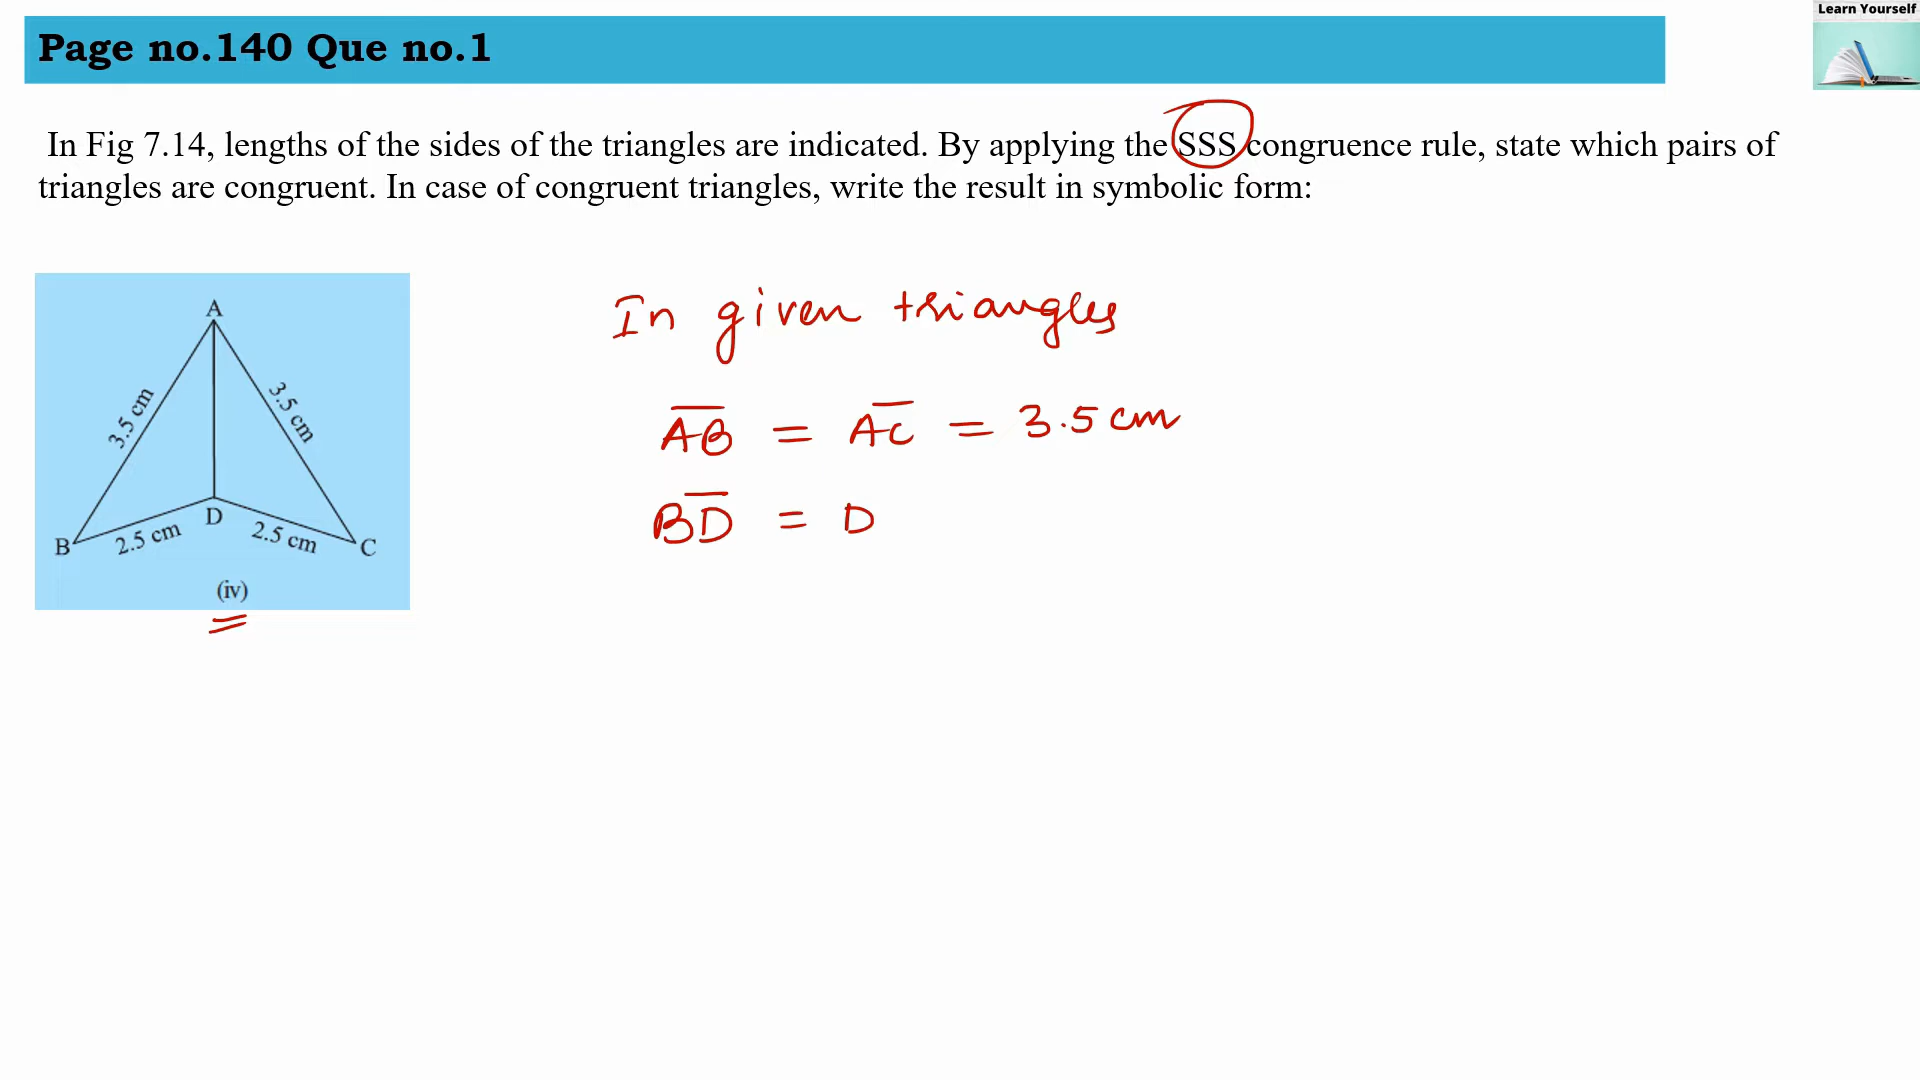 Learn Yourself
Page no.140 Que no.1
In Fig 7.14, lengths of the sides of the triangles are indicated. By applying the SSS congruence rule, state which pairs of
triangles are congruent. In case of congruent triangles, write the result in symbolic form:
A
3.5 cm
3.5 cm
B
2.5 cm
D
2.5 cm
C
(iv)
In given triangles
A̅B̅ = A̅C̅ = 3.5 cm
B̅D̅ = D